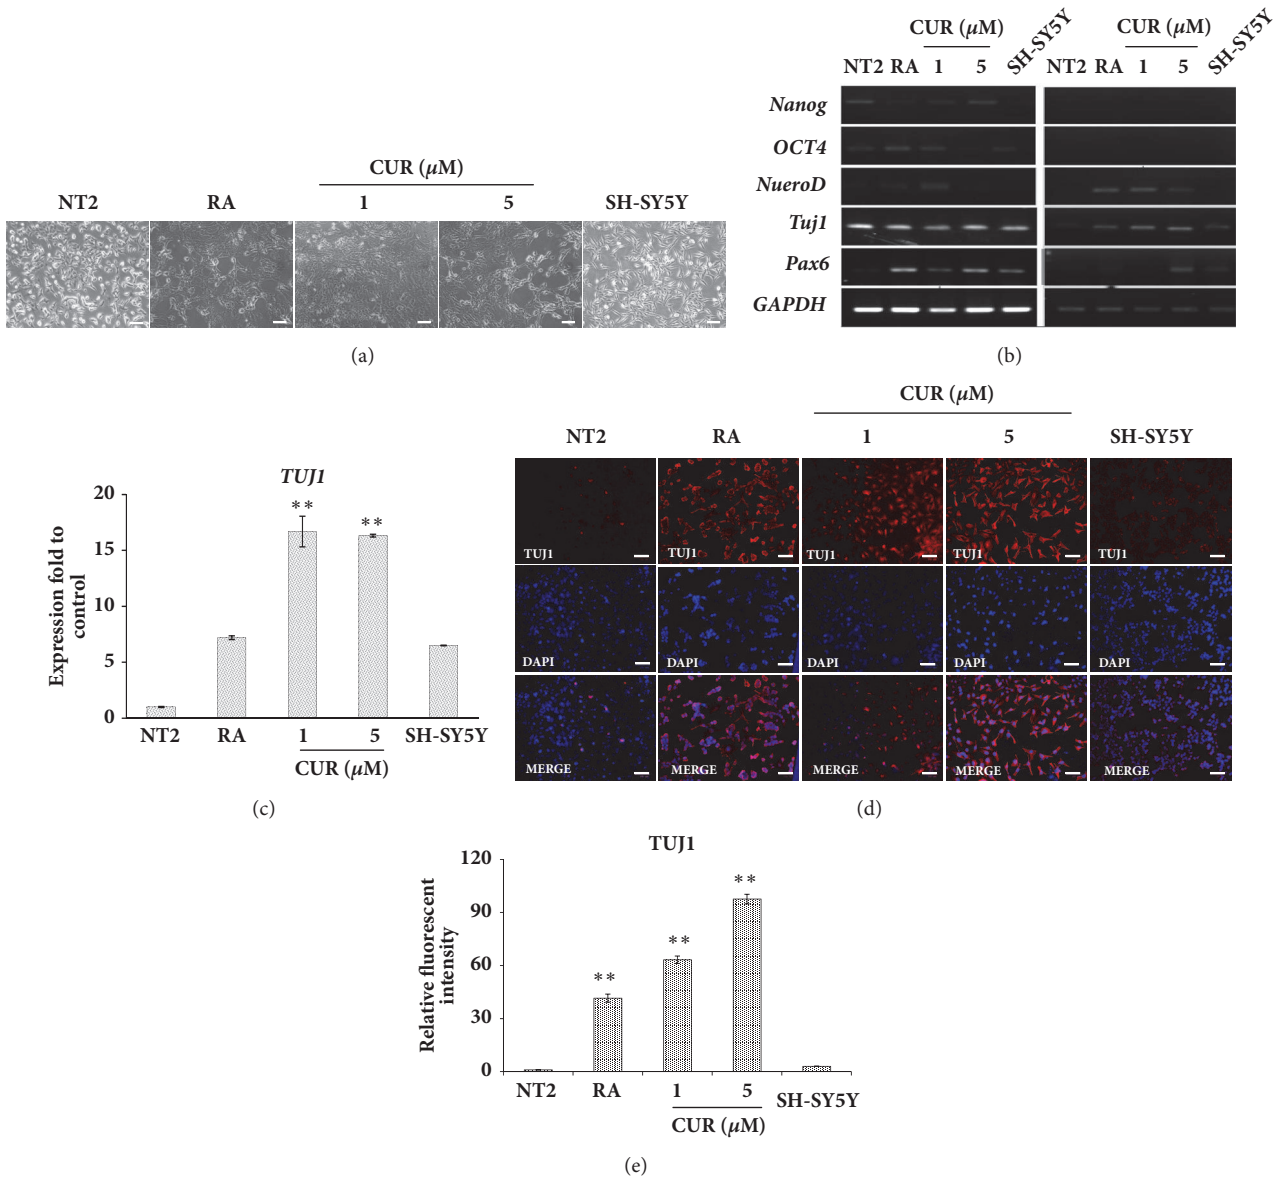 CUR (μM)
NT2 RA 1 5 SH-SY5Y
(a)
CUR (μM) CUR (μM)
NT2 RA 1 5 SH-SY5Y NT2 RA 1 5 SH-SY5Y
Nanog
OCT4
NueroD
Tuj1
Pax6
GAPDH
(b)
TUJ1
Expression fold to
control
20
15
10
5
0
** **
NT2 RA 1 5 SH-SY5Y
CUR (μM)
(c)
CUR (μM)
NT2 RA 1 5 SH-SY5Y
TUJ1 TUJ1 TUJ1 TUJ1 TUJ1
DAPI DAPI DAPI DAPI DAPI
MERGE MERGE MERGE MERGE MERGE
(d)
TUJ1
Relative fluorescent
intensity
120
90
60
30
0
** ** **
NT2 RA 1 5 SH-SY5Y
CUR (μM)
(e)